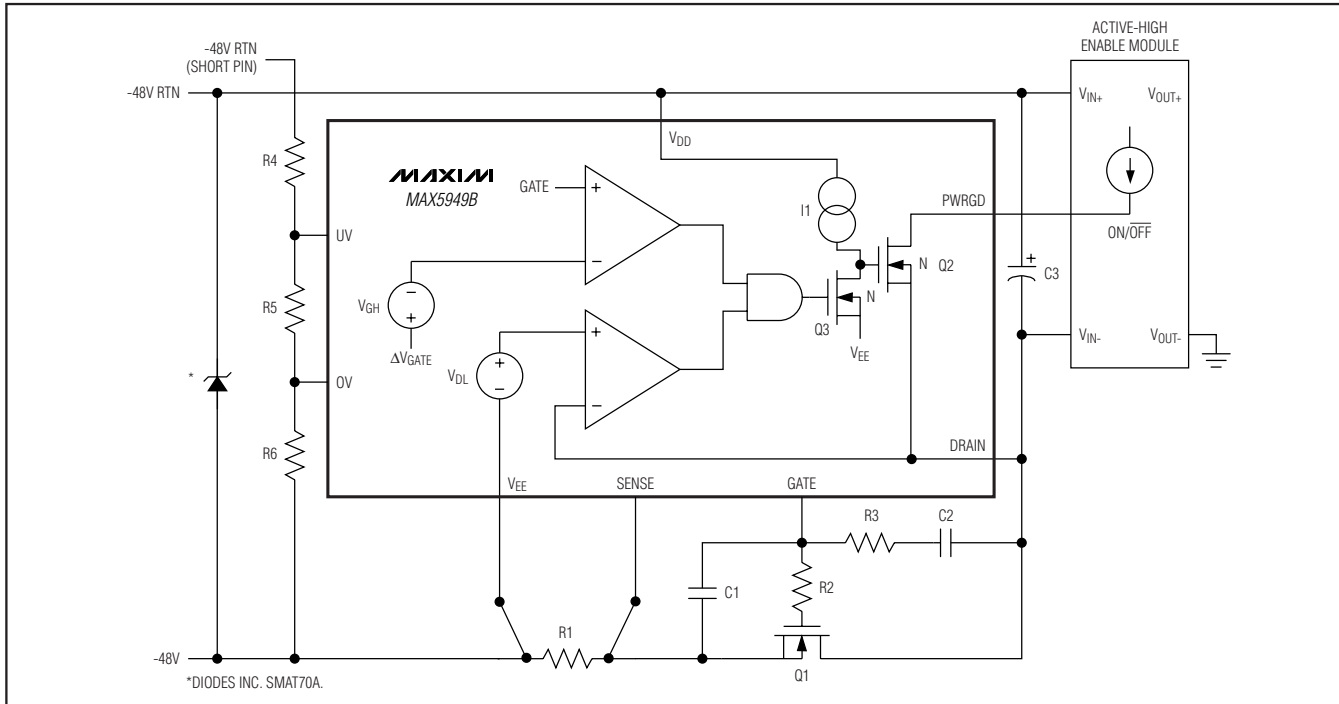 ACTIVE-HIGH
ENABLE MODULE
-48V RTN
(SHORT PIN)
-48V RTN
VIN+
VOUT+
VDD
R4
MAXIM
MAX5949B
GATE
+
−
I1
PWRGD
ON/OFF
UV
N
Q2
+
C3
VGH
−
+
R5
N
Q3
VEE
VIN-
VOUT-
ΔVGATE
+
VDL
+
−
−
*
OV
R6
DRAIN
VEE
SENSE
GATE
R3
C2
C1
R2
R1
-48V
Q1
*DIODES INC. SMAT70A.